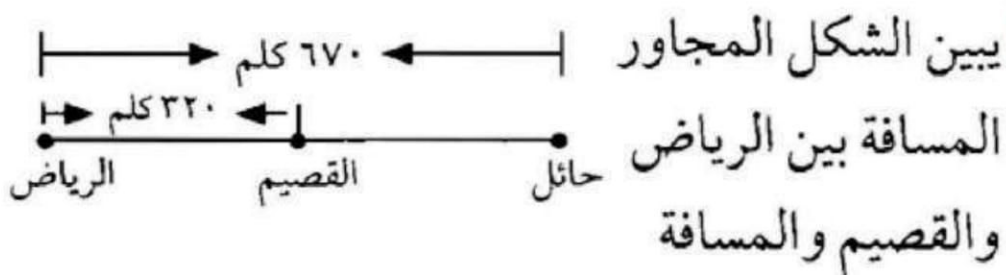 يبين الشكل المجاور
المسافة بين الرياض
والقصيم والمسافة
٦٧٠ كلم
٣٢٠ كلم
حائل
القصيم
الرياض